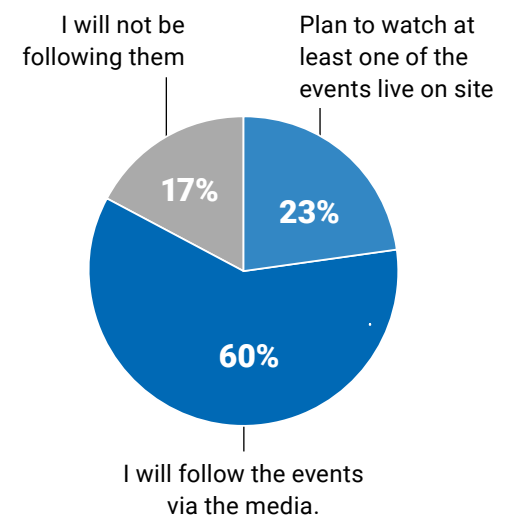 I will not be
following them
Plan to watch at
least one of the
events live on site
17%
23%
60%
I will follow the events
via the media.